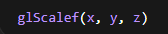 glScalef(x, y, z)